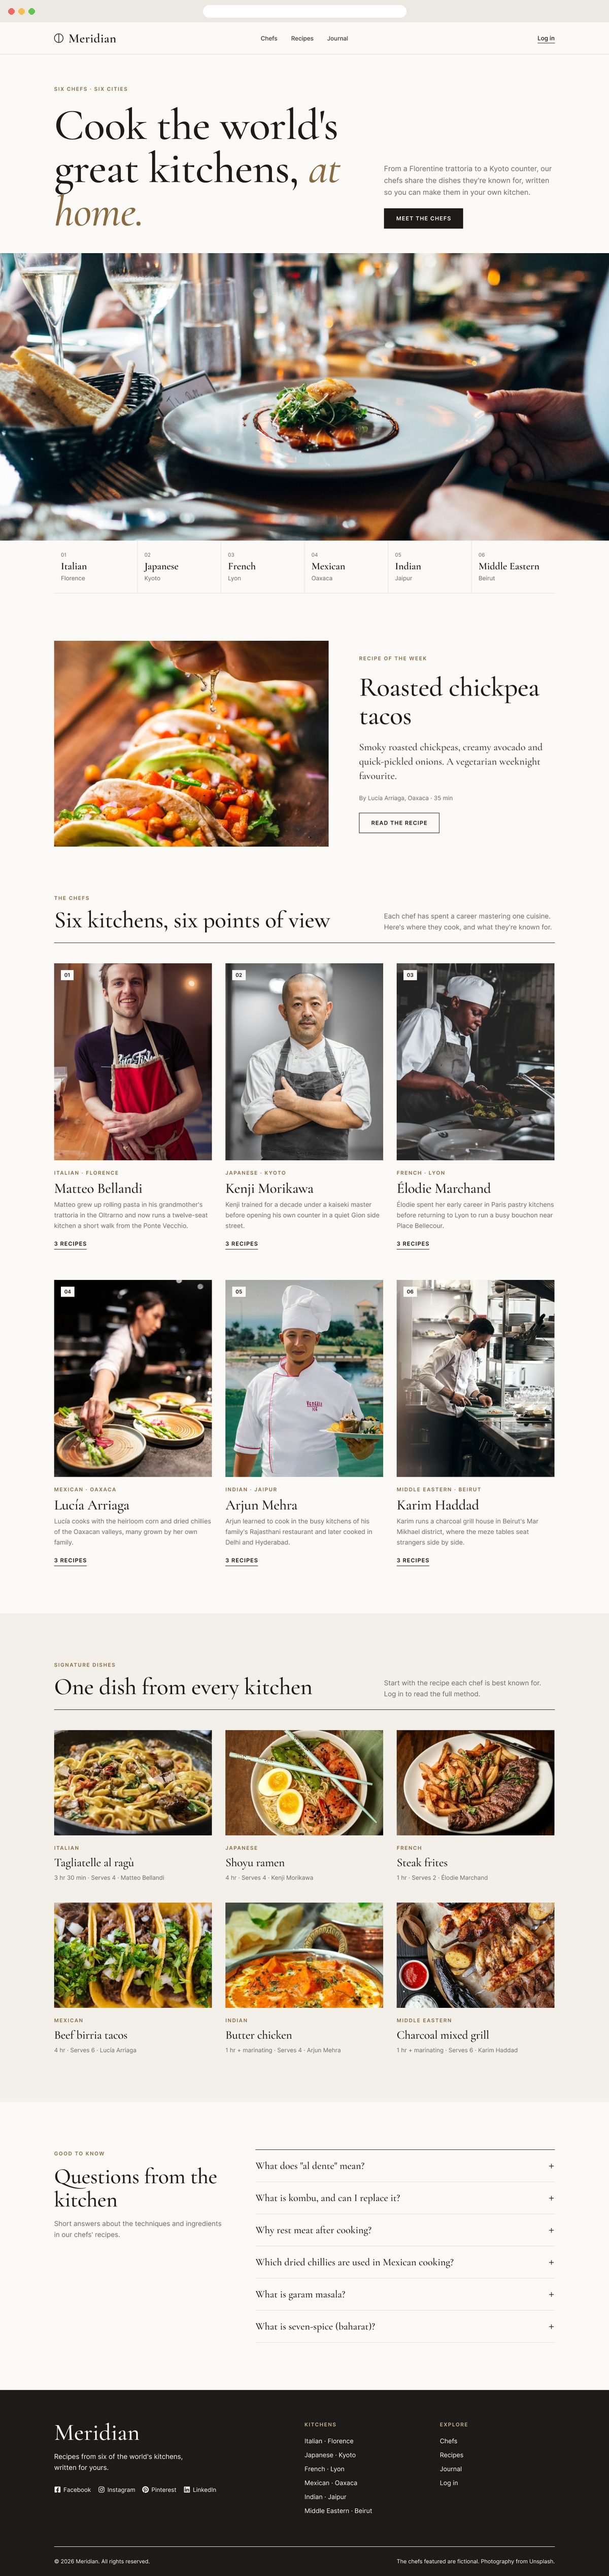 Meridian
Chefs
Recipes
Journal
Log in
SIX CHEFS · SIX CITIES
Cook the world's
great kitchens, at
home.
From a Florentine trattoria to a Kyoto counter, our
chefs share the dishes they're known for, written
so you can make them in your own kitchen.
MEET THE CHEFS
01
Italian
Florence
02
Japanese
Kyoto
03
French
Lyon
04
Mexican
Oaxaca
05
Indian
Jaipur
06
Middle Eastern
Beirut
RECIPE OF THE WEEK
Roasted chickpea
tacos
Smoky roasted chickpeas, creamy avocado and
quick-pickled onions. A vegetarian weeknight
favourite.
By Lucía Arriaga, Oaxaca · 35 min
READ THE RECIPE
THE CHEFS
Six kitchens, six points of view
Each chef has spent a career mastering one cuisine.
Here's where they cook, and what they're known for.
01
ITALIAN · FLORENCE
Matteo Bellandi
Matteo grew up rolling pasta in his grandmother's
trattoria in the Oltrarno and now runs a twelve-seat
kitchen a short walk from the Ponte Vecchio.
3 RECIPES
02
JAPANESE · KYOTO
Kenji Morikawa
Kenji trained for a decade under a kaiseki master
before opening his own counter in a quiet Gion side
street.
3 RECIPES
03
FRENCH · LYON
Élodie Marchand
Élodie spent her early career in Paris pastry kitchens
before returning to Lyon to run a busy bouchon near
Place Bellecour.
3 RECIPES
04
MEXICAN · OAXACA
Lucía Arriaga
Lucía cooks with the heirloom corn and dried chillies
of the Oaxacan valleys, many grown by her own
family.
3 RECIPES
05
INDIAN · JAIPUR
Arjun Mehra
Arjun learned to cook in the busy kitchens of his
family's Rajasthani restaurant and later cooked in
Delhi and Hyderabad.
3 RECIPES
06
MIDDLE EASTERN · BEIRUT
Karim Haddad
Karim runs a charcoal grill house in Beirut's Mar
Mikhael district, where the meze tables seat
strangers side by side.
3 RECIPES
SIGNATURE DISHES
One dish from every kitchen
Start with the recipe each chef is best known for.
Log in to read the full method.
ITALIAN
Tagliatelle al ragù
3 hr 30 min · Serves 4 · Matteo Bellandi
JAPANESE
Shoyu ramen
4 hr · Serves 4 · Kenji Morikawa
FRENCH
Steak frites
1 hr · Serves 2 · Élodie Marchand
MEXICAN
Beef birria tacos
4 hr · Serves 6 · Lucía Arriaga
INDIAN
Butter chicken
1 hr + marinating · Serves 4 · Arjun Mehra
MIDDLE EASTERN
Charcoal mixed grill
1 hr + marinating · Serves 6 · Karim Haddad
GOOD TO KNOW
Questions from the
kitchen
Short answers about the techniques and ingredients
in our chefs' recipes.
What does "al dente" mean?
+
What is kombu, and can I replace it?
+
Why rest meat after cooking?
+
Which dried chillies are used in Mexican cooking?
+
What is garam masala?
+
What is seven-spice (baharat)?
+
Meridian
Recipes from six of the world's kitchens,
written for yours.
Facebook
Instagram
Pinterest
LinkedIn
KITCHENS
Italian · Florence
Japanese · Kyoto
French · Lyon
Mexican · Oaxaca
Indian · Jaipur
Middle Eastern · Beirut
EXPLORE
Chefs
Recipes
Journal
Log in
© 2026 Meridian. All rights reserved.
The chefs featured are fictional. Photography from Unsplash.